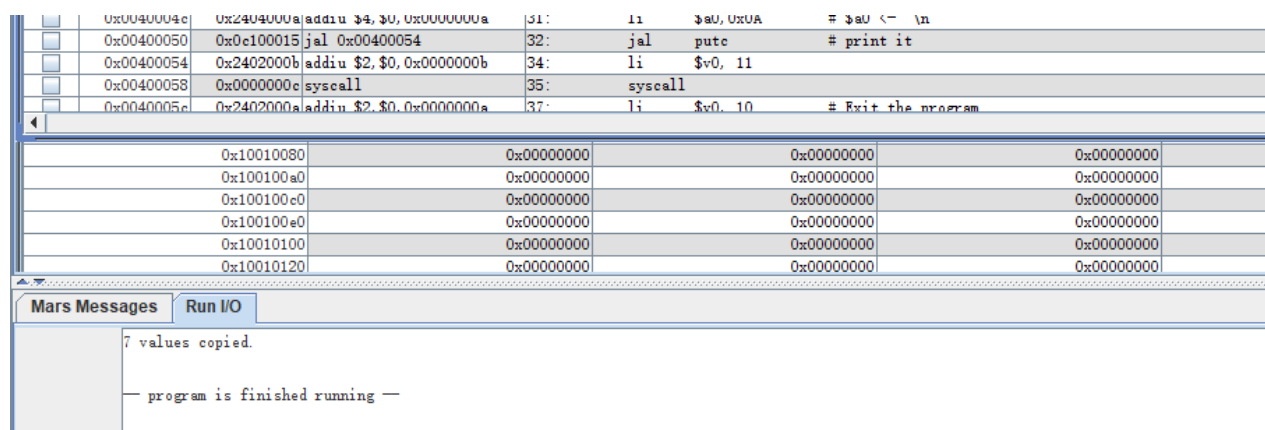 0x0040004c 0x2404000a addiu $4,$0,0x0000000a 31: li $a0,0x0A # $a0 <- \n
0x00400050 0x0c100015 jal 0x00400054 32: jal putc # print it
0x00400054 0x2402000b addiu $2,$0,0x0000000b 34: li $v0, 11
0x00400058 0x0000000c syscall 35: syscall
0x0040005c 0x2402000a addiu $2,$0,0x0000000a 37: li $v0, 10 # Exit the program
0x10010080 0x00000000 0x00000000 0x00000000
0x100100a0 0x00000000 0x00000000 0x00000000
0x100100c0 0x00000000 0x00000000 0x00000000
0x100100e0 0x00000000 0x00000000 0x00000000
0x10010100 0x00000000 0x00000000 0x00000000
0x10010120 0x00000000 0x00000000 0x00000000
Mars Messages Run I/O
7 values copied.
— program is finished running —